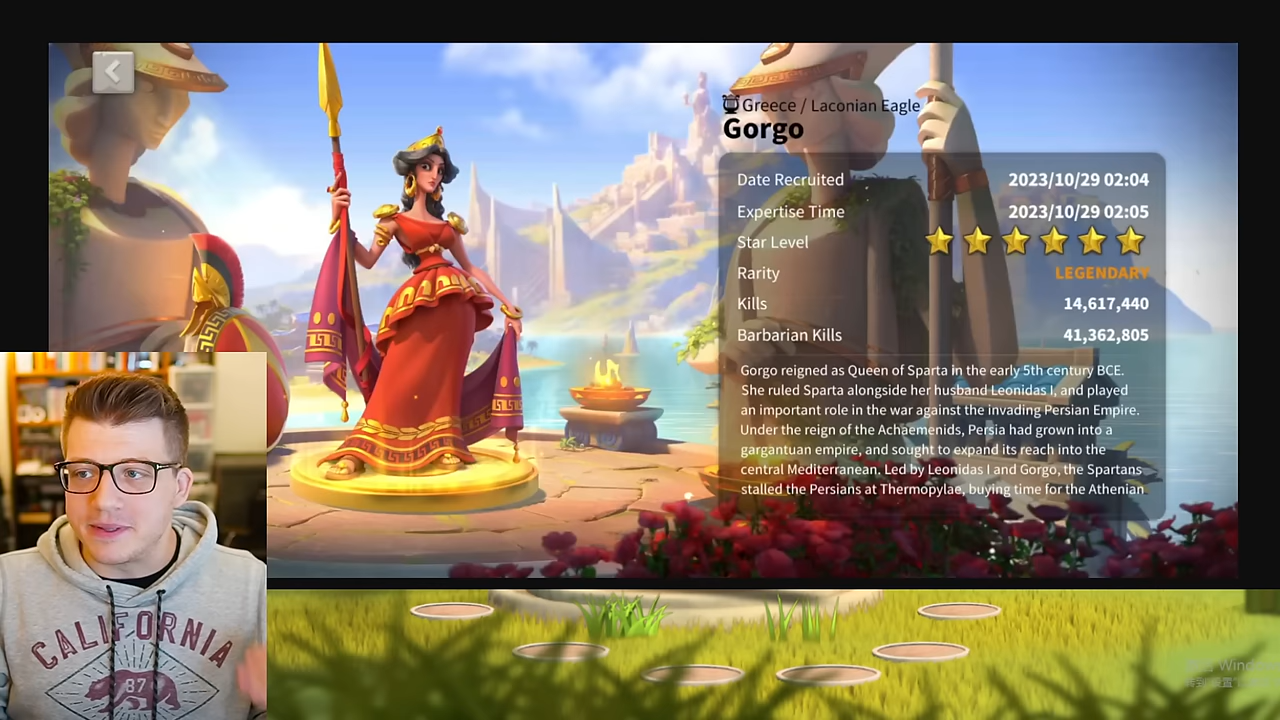 Greece / Laconian Eagle
Gorgo
Date Recruited 2023/10/29 02:04
Expertise Time 2023/10/29 02:05
Star Level
Rarity LEGENDARY
Kills 14,617,440
Barbarian Kills 41,362,805
Gorgo reigned as Queen of Sparta in the early 5th century BCE.
She ruled Sparta alongside her husband Leonidas I, and played
an important role in the war against the invading Persian Empire.
Under the reign of the Achaemenids, Persia had grown into a
gargantuan empire, and sought to expand its reach into the
central Mediterranean. Led by Leonidas I and Gorgo, the Spartans
stalled the Persians at Thermopylae, buying time for the Athenian
CALIFORNIA
87